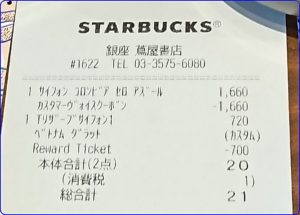 STARBUCKS®
銀座 蔦屋書店
#1622 TEL 03-3575-6080
1 サイフォン フロンドア セロ アズール 1,660
カスタマーヴォイスクーポン -1,660
1 Tリザーブサイフォン1 720
ベトナム ダラット (カスタム)
Reward Ticket -700
本体合計(2点) 20
(消費税 1)
総合計 21